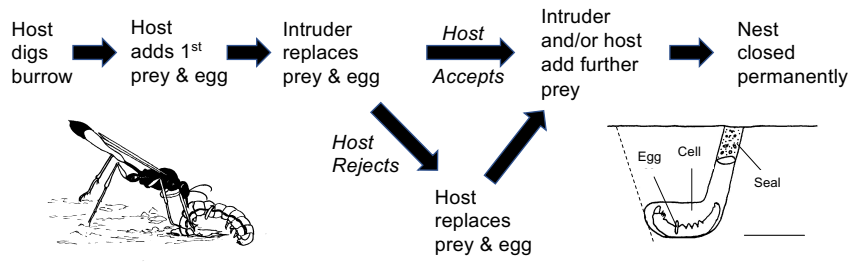 Host
digs
burrow
Host
adds 1st
prey & egg
Intruder
replaces
prey & egg
Host
Accepts
Host
Rejects
Host
replaces
prey & egg
Intruder
and/or host
add further
prey
Nest
closed
permanently
Egg
Cell
Seal